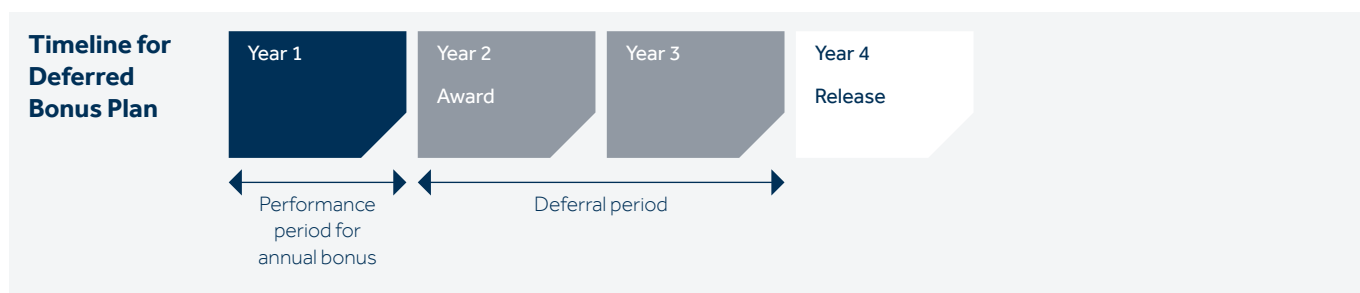 Timeline for
Deferred
Bonus Plan
Year 1
Year 2
Award
Year 3
Year 4
Release
Performance
period for
annual bonus
Deferral period